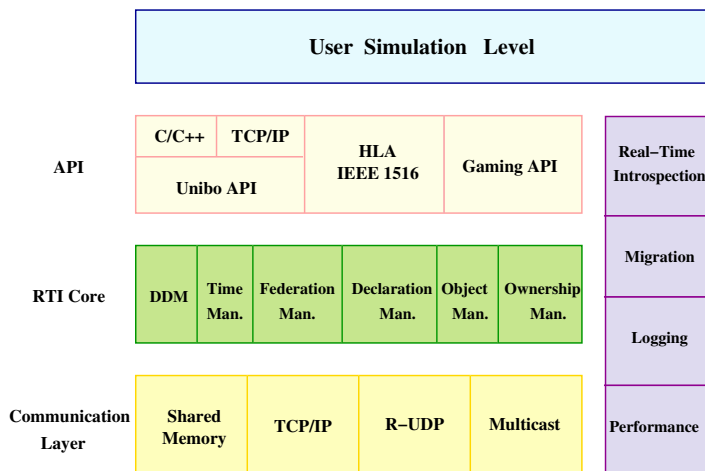 User Simulation Level
API
C/C++
TCP/IP
Unibo API
HLA
IEEE 1516
Gaming API
Real−Time
Introspection
Migration
Logging
Performance
RTI Core
DDM
Time
Man.
Federation
Man.
Declaration
Man.
Object
Man.
Ownership
Man.
Communication
Layer
Shared
Memory
TCP/IP
R−UDP
Multicast